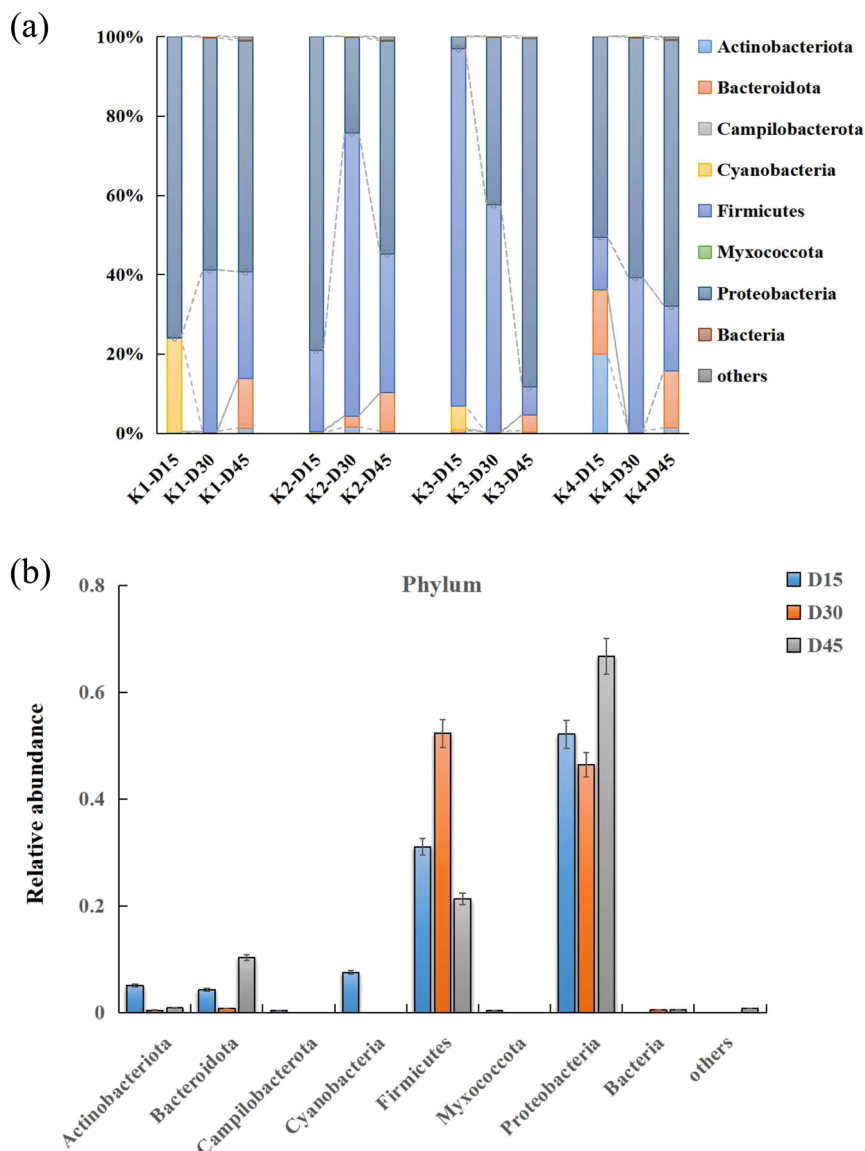 (a)
100%
80%
60%
40%
20%
0%
K1-D15
K1-D30
K1-D45
K2-D15
K2-D30
K2-D45
K3-D15
K3-D30
K3-D45
K4-D15
K4-D30
K4-D45
Actinobacteriota
Bacteroidota
Campilobacterota
Cyanobacteria
Firmicutes
Myxococcota
Proteobacteria
Bacteria
others
(b)
Phylum
Relative abundance
0.8
0.6
0.4
0.2
0
Actinobacteriota
Bacteroidota
Campilobacterota
Cyanobacteria
Firmicutes
Myxococcota
Proteobacteria
Bacteria
others
D15
D30
D45